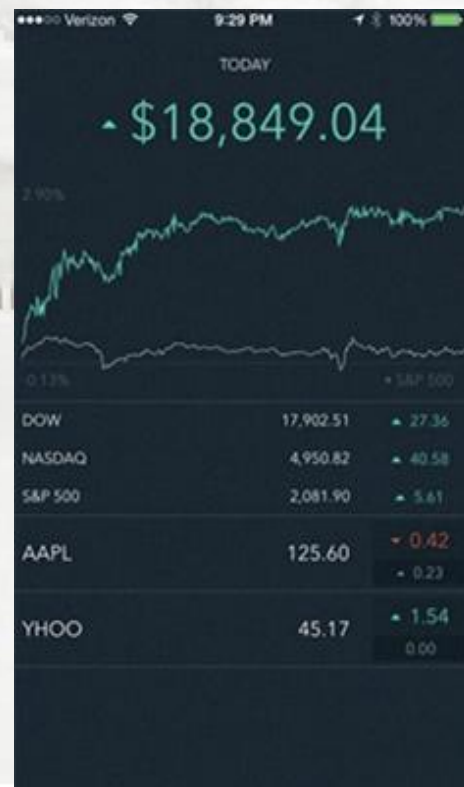 Verizon 9:29 PM 100%
TODAY
▲ $18,849.04
2.90%
-0.13% • S&P 500
DOW 17,902.51 ▲ 27.36
NASDAQ 4,950.82 ▲ 40.58
S&P 500 2,081.90 ▲ 5.61
AAPL 125.60 ▼ 0.42
▲ 0.23
YHOO 45.17 ▲ 1.54
0.00